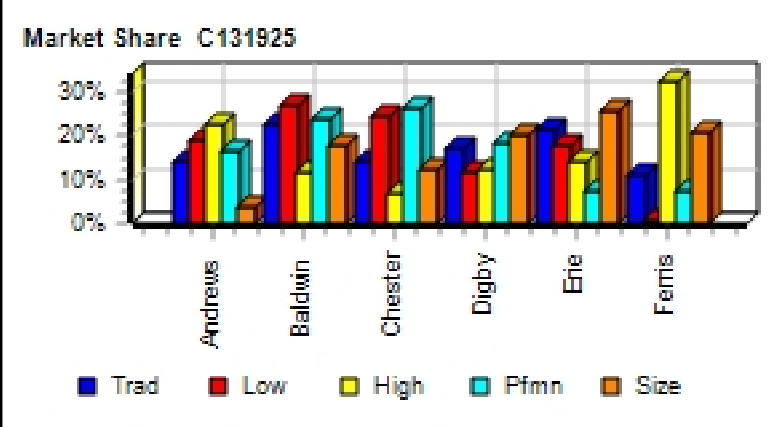 Market Share C131925
30%
20%
10%
0%
Andrews
Baldwin
Chester
Digby
Erie
Ferris
Trad Low High Pfmn Size